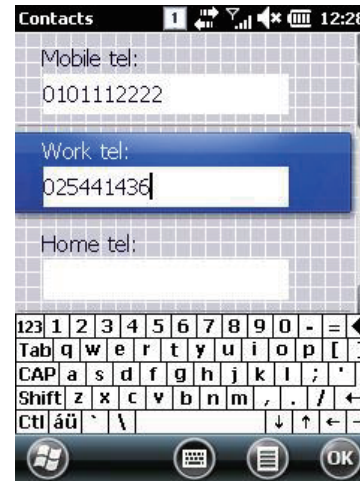 Contacts 1 12:28
Mobile tel:
0101112222
Work tel:
025441436
Home tel:
123 1 2 3 4 5 6 7 8 9 0 - =
Tab q w e r t y u i o p [ ]
CAP a s d f g h j k l ; '
Shift z x c v b n m , . /
Ctl áü ` \ ↓ ↑ ←
OK